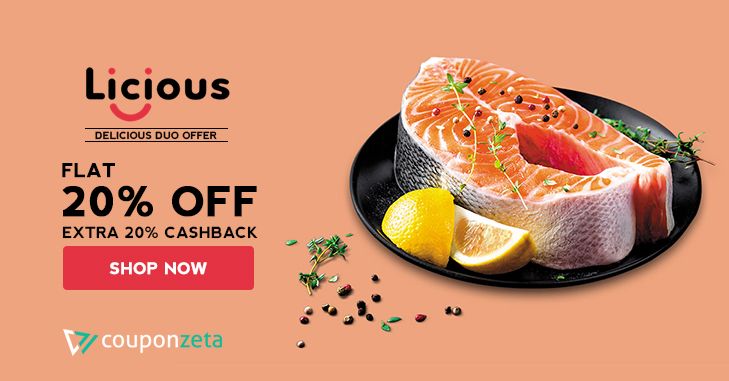 Licious
DELICIOUS DUO OFFER
FLAT
20% OFF
EXTRA 20% CASHBACK
SHOP NOW
couponzeta